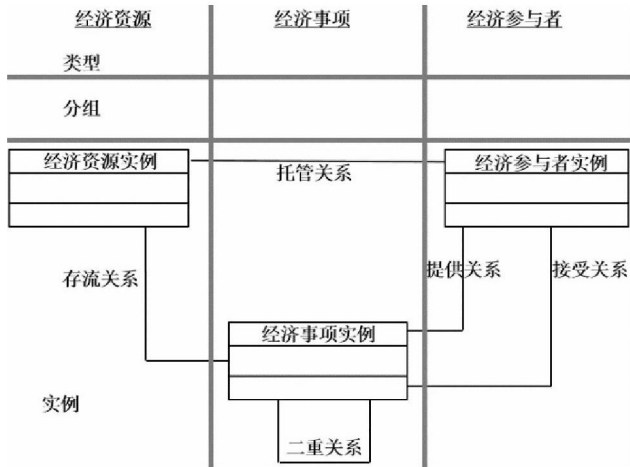 经济资源 经济事项 经济参与者
类型
分组
经济资源实例 经济参与者实例
托管关系
存流关系 提供关系 接受关系
经济事项实例
实例
二重关系